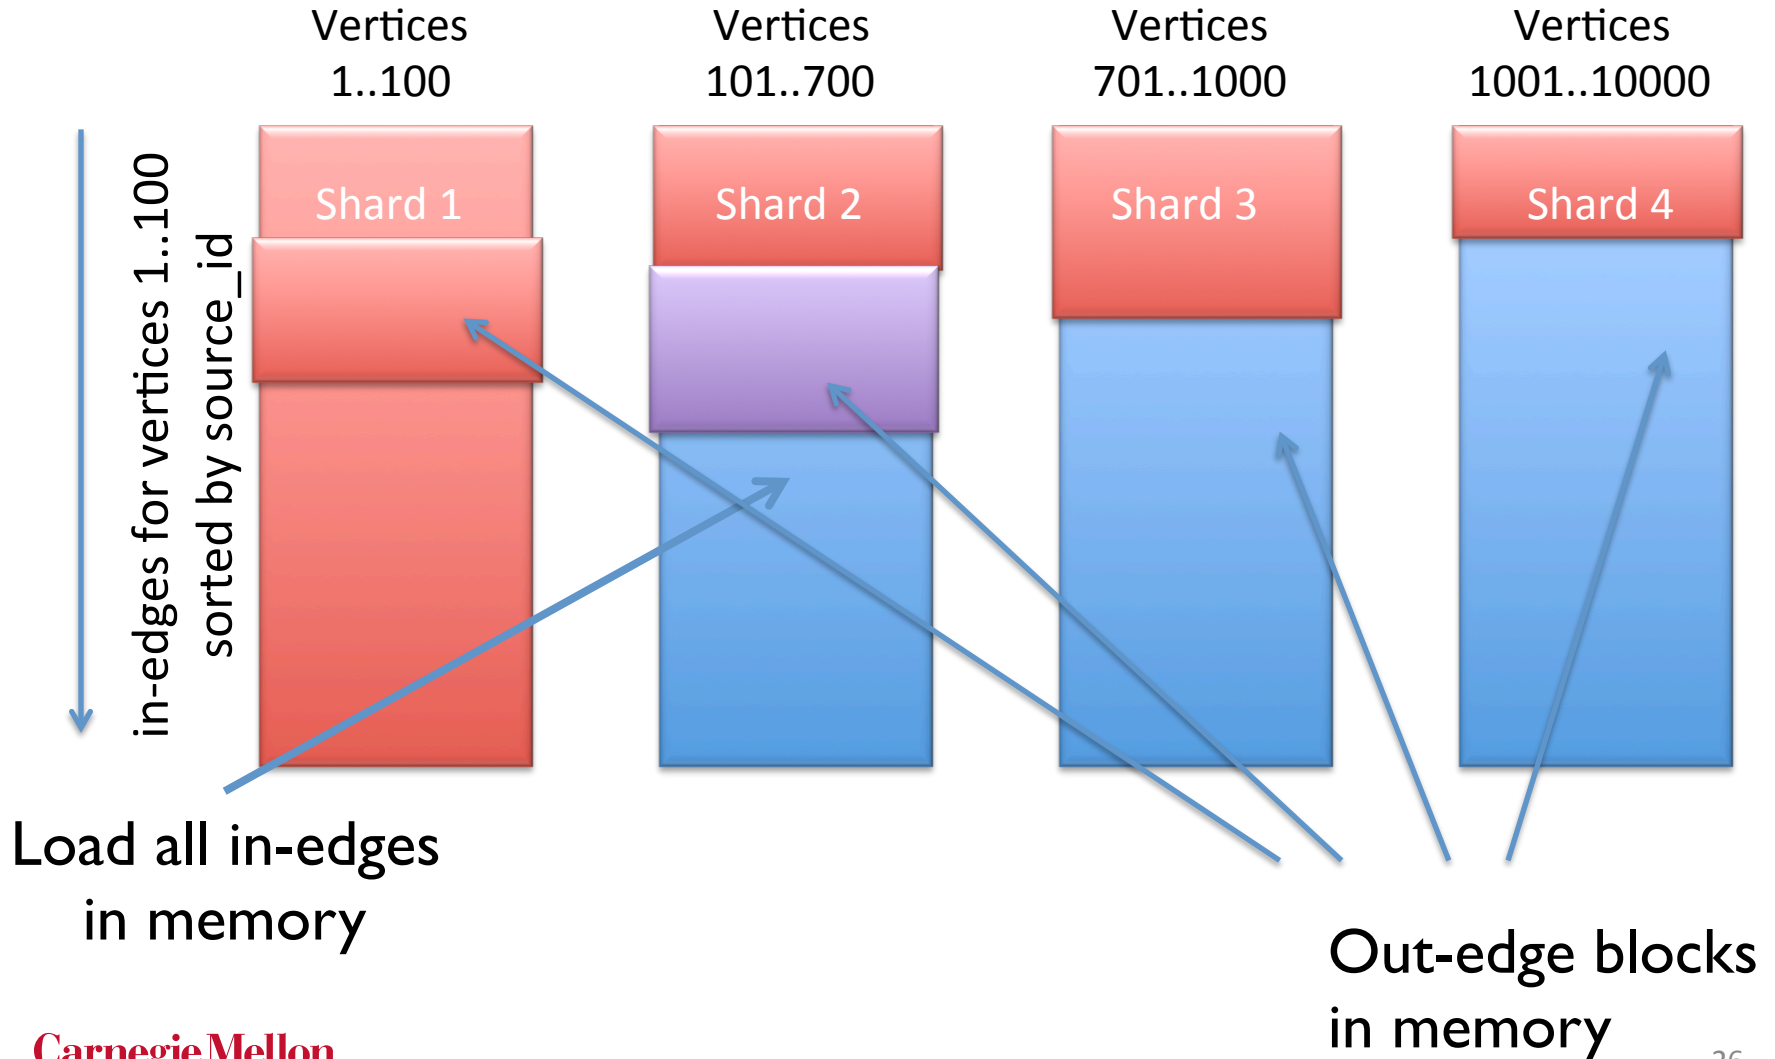 Vertices
1..100
Vertices
101..700
Vertices
701..1000
Vertices
1001..10000
in-edges for vertices 1..100
sorted by source_id
Shard 1
Shard 2
Shard 3
Shard 4
Load all in-edges
in memory
Out-edge blocks
in memory
Carnegie Mellon
26